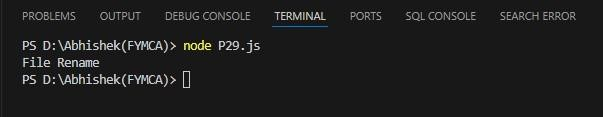 PROBLEMS OUTPUT DEBUG CONSOLE TERMINAL PORTS SQL CONSOLE SEARCH ERROR
PS D:\Abhishek(FYMCA)> node P29.js
File Rename
PS D:\Abhishek(FYMCA)>